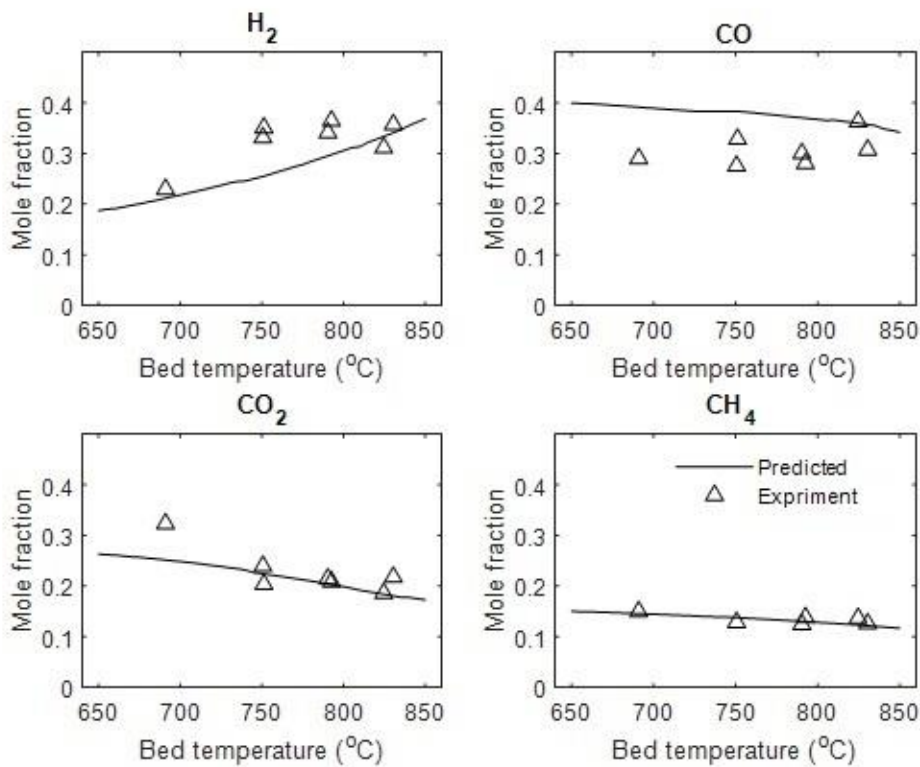 H₂
0.4
0.3
0.2
0.1
0
Mole fraction
650 700 750 800 850
Bed temperature (°C)
CO
0.4
0.3
0.2
0.1
0
Mole fraction
650 700 750 800 850
Bed temperature (°C)
CO₂
0.4
0.3
0.2
0.1
0
Mole fraction
650 700 750 800 850
Bed temperature (°C)
CH₄
0.4
0.3
0.2
0.1
0
Mole fraction
Predicted
Expriment
650 700 750 800 850
Bed temperature (°C)